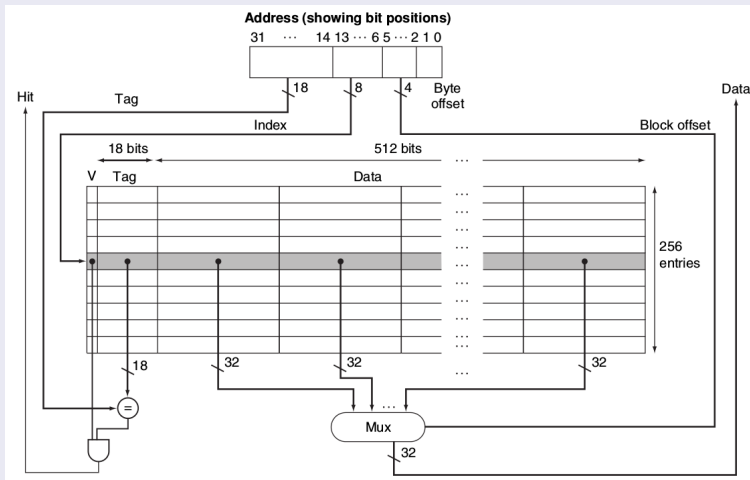 Address (showing bit positions)
31 ··· 14 13 ··· 6 5 ··· 2 1 0
18 8 4 Byte
offset
Hit
Data
Tag
Index
Block offset
18 bits
512 bits
···
V Tag Data ···
···
···
···
256
entries
···
···
···
···
···
18 32 32 ··· 32
=
···
Mux
32